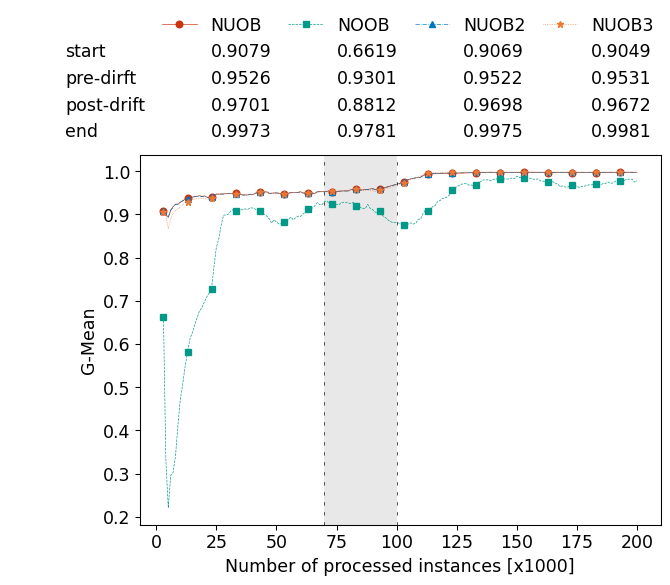 NUOB NOOB NUOB2 NUOB3
start 0.9079 0.6619 0.9069 0.9049
pre-dirft 0.9526 0.9301 0.9522 0.9531
post-drift 0.9701 0.8812 0.9698 0.9672
end 0.9973 0.9781 0.9975 0.9981
1.0
0.9
0.8
0.7
0.6
0.5
0.4
0.3
0.2
G-Mean
0 25 50 75 100 125 150 175 200
Number of processed instances [x1000]